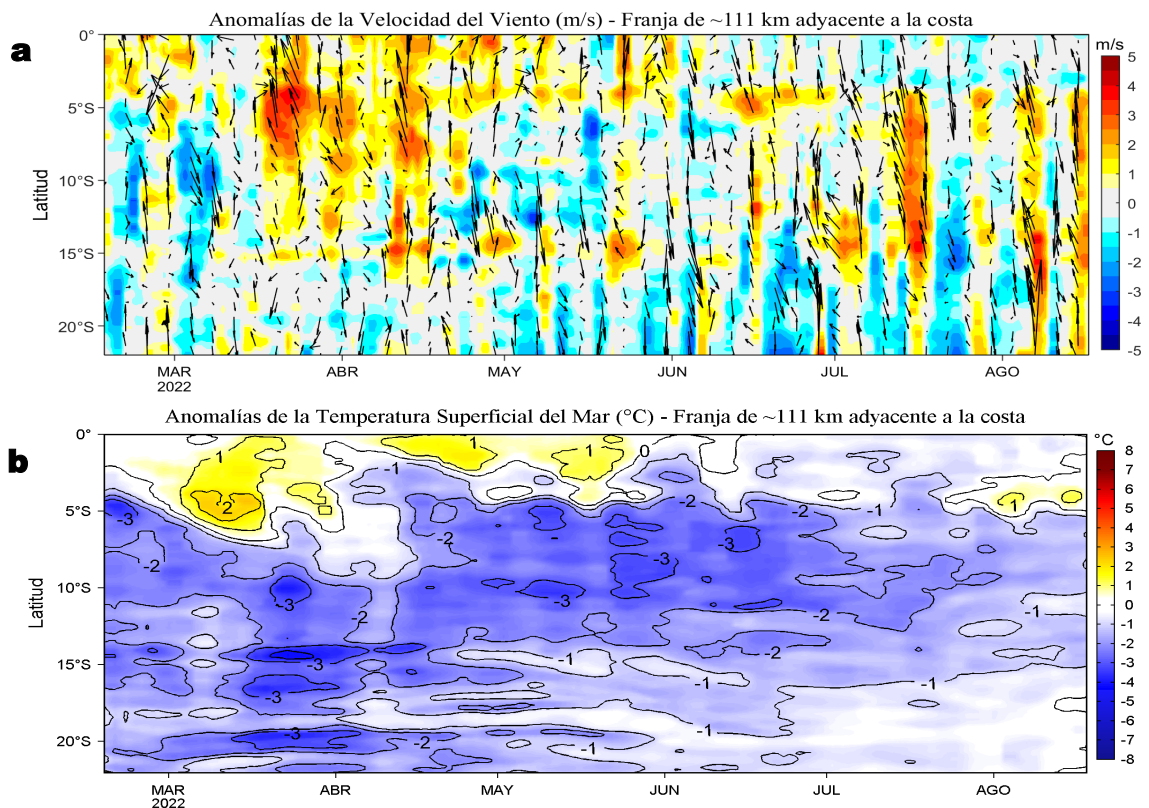 Anomalías de la Velocidad del Viento (m/s) - Franja de ~111 km adyacente a la costa
a
0°
5°S
10°S
15°S
20°S
Latitud
MAR
2022
ABR
MAY
JUN
JUL
AGO
m/s
5
4
3
2
1
0
-1
-2
-3
-4
-5
Anomalías de la Temperatura Superficial del Mar (°C) - Franja de ~111 km adyacente a la costa
b
0°
5°S
10°S
15°S
20°S
Latitud
1
2
-1
1
1
0
-3
-2
-2
-2
-2
-1
1
-3
-3
-3
-3
-2
-2
-1
-3
-1
-2
-3
-1
-1
-3
-2
-1
-1
MAR
2022
ABR
MAY
JUN
JUL
AGO
°C
8
7
6
5
4
3
2
1
0
-1
-2
-3
-4
-5
-6
-7
-8